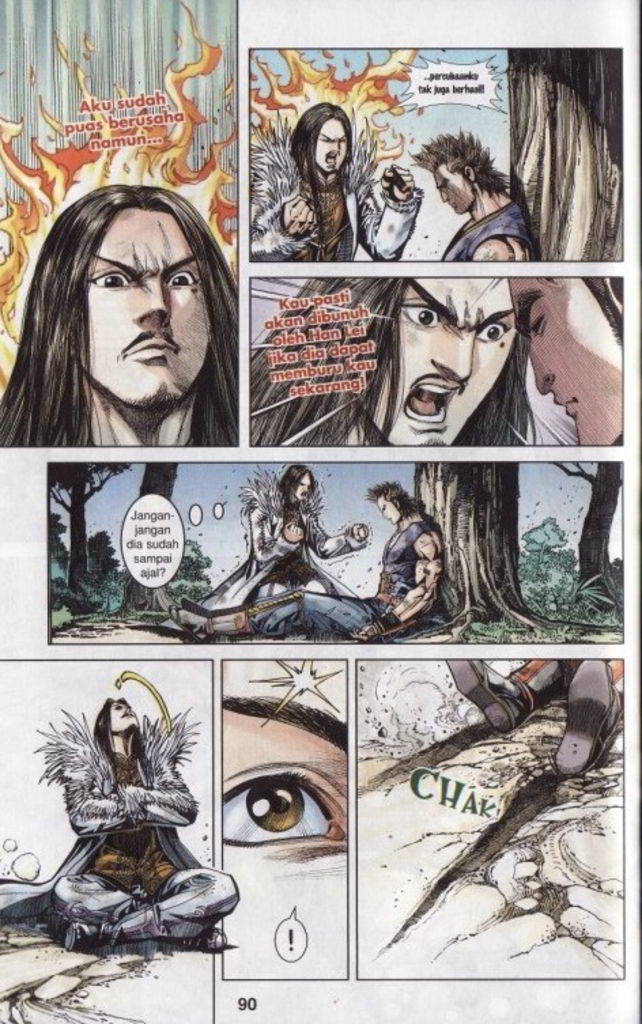 Aku sudah
puas berusaha
namun...
...percubaanku
tak juga berhasil!
Kau pasti
akan dibunuh
oleh Han Lei
jika dia dapat
memburu kau
sekarang!
Jangan-
jangan
dia sudah
sampai
ajal?
!
CHAK
90